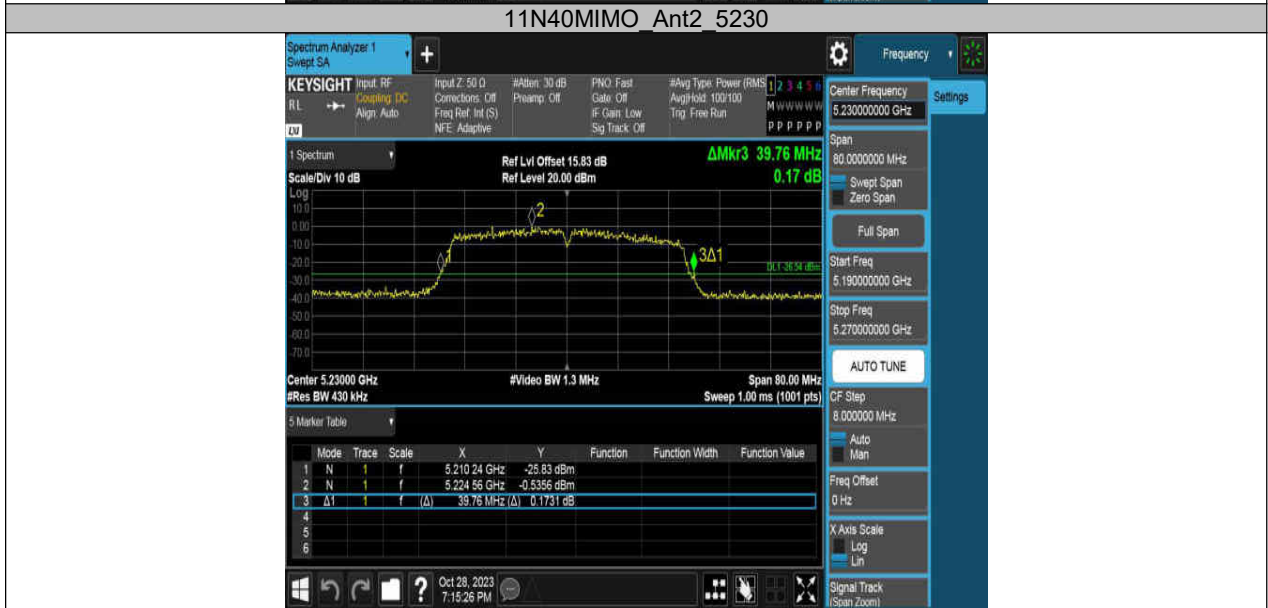 11N40MIMO_Ant2_5230
Spectrum Analyzer 1
Swept SA
+
Frequency
KEYSIGHT
RL
LXI
Input: RF
Coupling: DC
Align: Auto
Input Z: 50 Ω
Corrections: Off
Freq Ref: Int (S)
NFE: Adaptive
#Atten: 30 dB
Preamp: Off
PNO: Fast
Gate: Off
IF Gain: Low
Sig Track: Off
#Avg Type: Power (RMS
Avg|Hold: 100/100
Trig: Free Run
1 2 3 4 5 6
M W W W W W
P P P P P P
Center Frequency
5.230000000 GHz
Settings
Span
80.0000000 MHz
Swept Span
Zero Span
Full Span
Start Freq
5.190000000 GHz
Stop Freq
5.270000000 GHz
AUTO TUNE
CF Step
8.000000 MHz
Auto
Man
Freq Offset
0 Hz
X Axis Scale
Log
Lin
Signal Track
(Span Zoom)
1 Spectrum
Scale/Div 10 dB
Ref Lvl Offset 15.83 dB
Ref Level 20.00 dBm
ΔMkr3 39.76 MHz
0.17 dB
Log
10.0
0.00
-10.0
-20.0
-30.0
-40.0
-50.0
-60.0
-70.0
1
2
3Δ1
DL1 -26.54 dBm
Center 5.23000 GHz
#Res BW 430 kHz
#Video BW 1.3 MHz
Span 80.00 MHz
Sweep 1.00 ms (1001 pts)
5 Marker Table
Mode Trace Scale X Y Function Function Width Function Value
1 N 1 f 5.210 24 GHz -25.83 dBm
2 N 1 f 5.224 56 GHz -0.5356 dBm
3 Δ1 1 f (Δ) 39.76 MHz (Δ) 0.1731 dB
4
5
6
?
Oct 28, 2023
7:15:26 PM